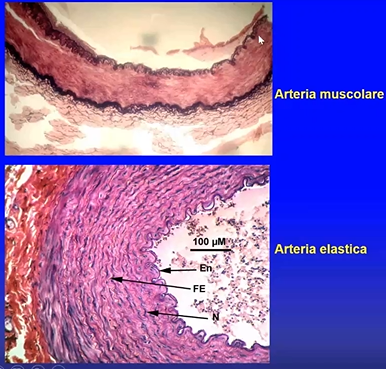 Arteria muscolare
100 µM
Arteria elastica
En
FE
N